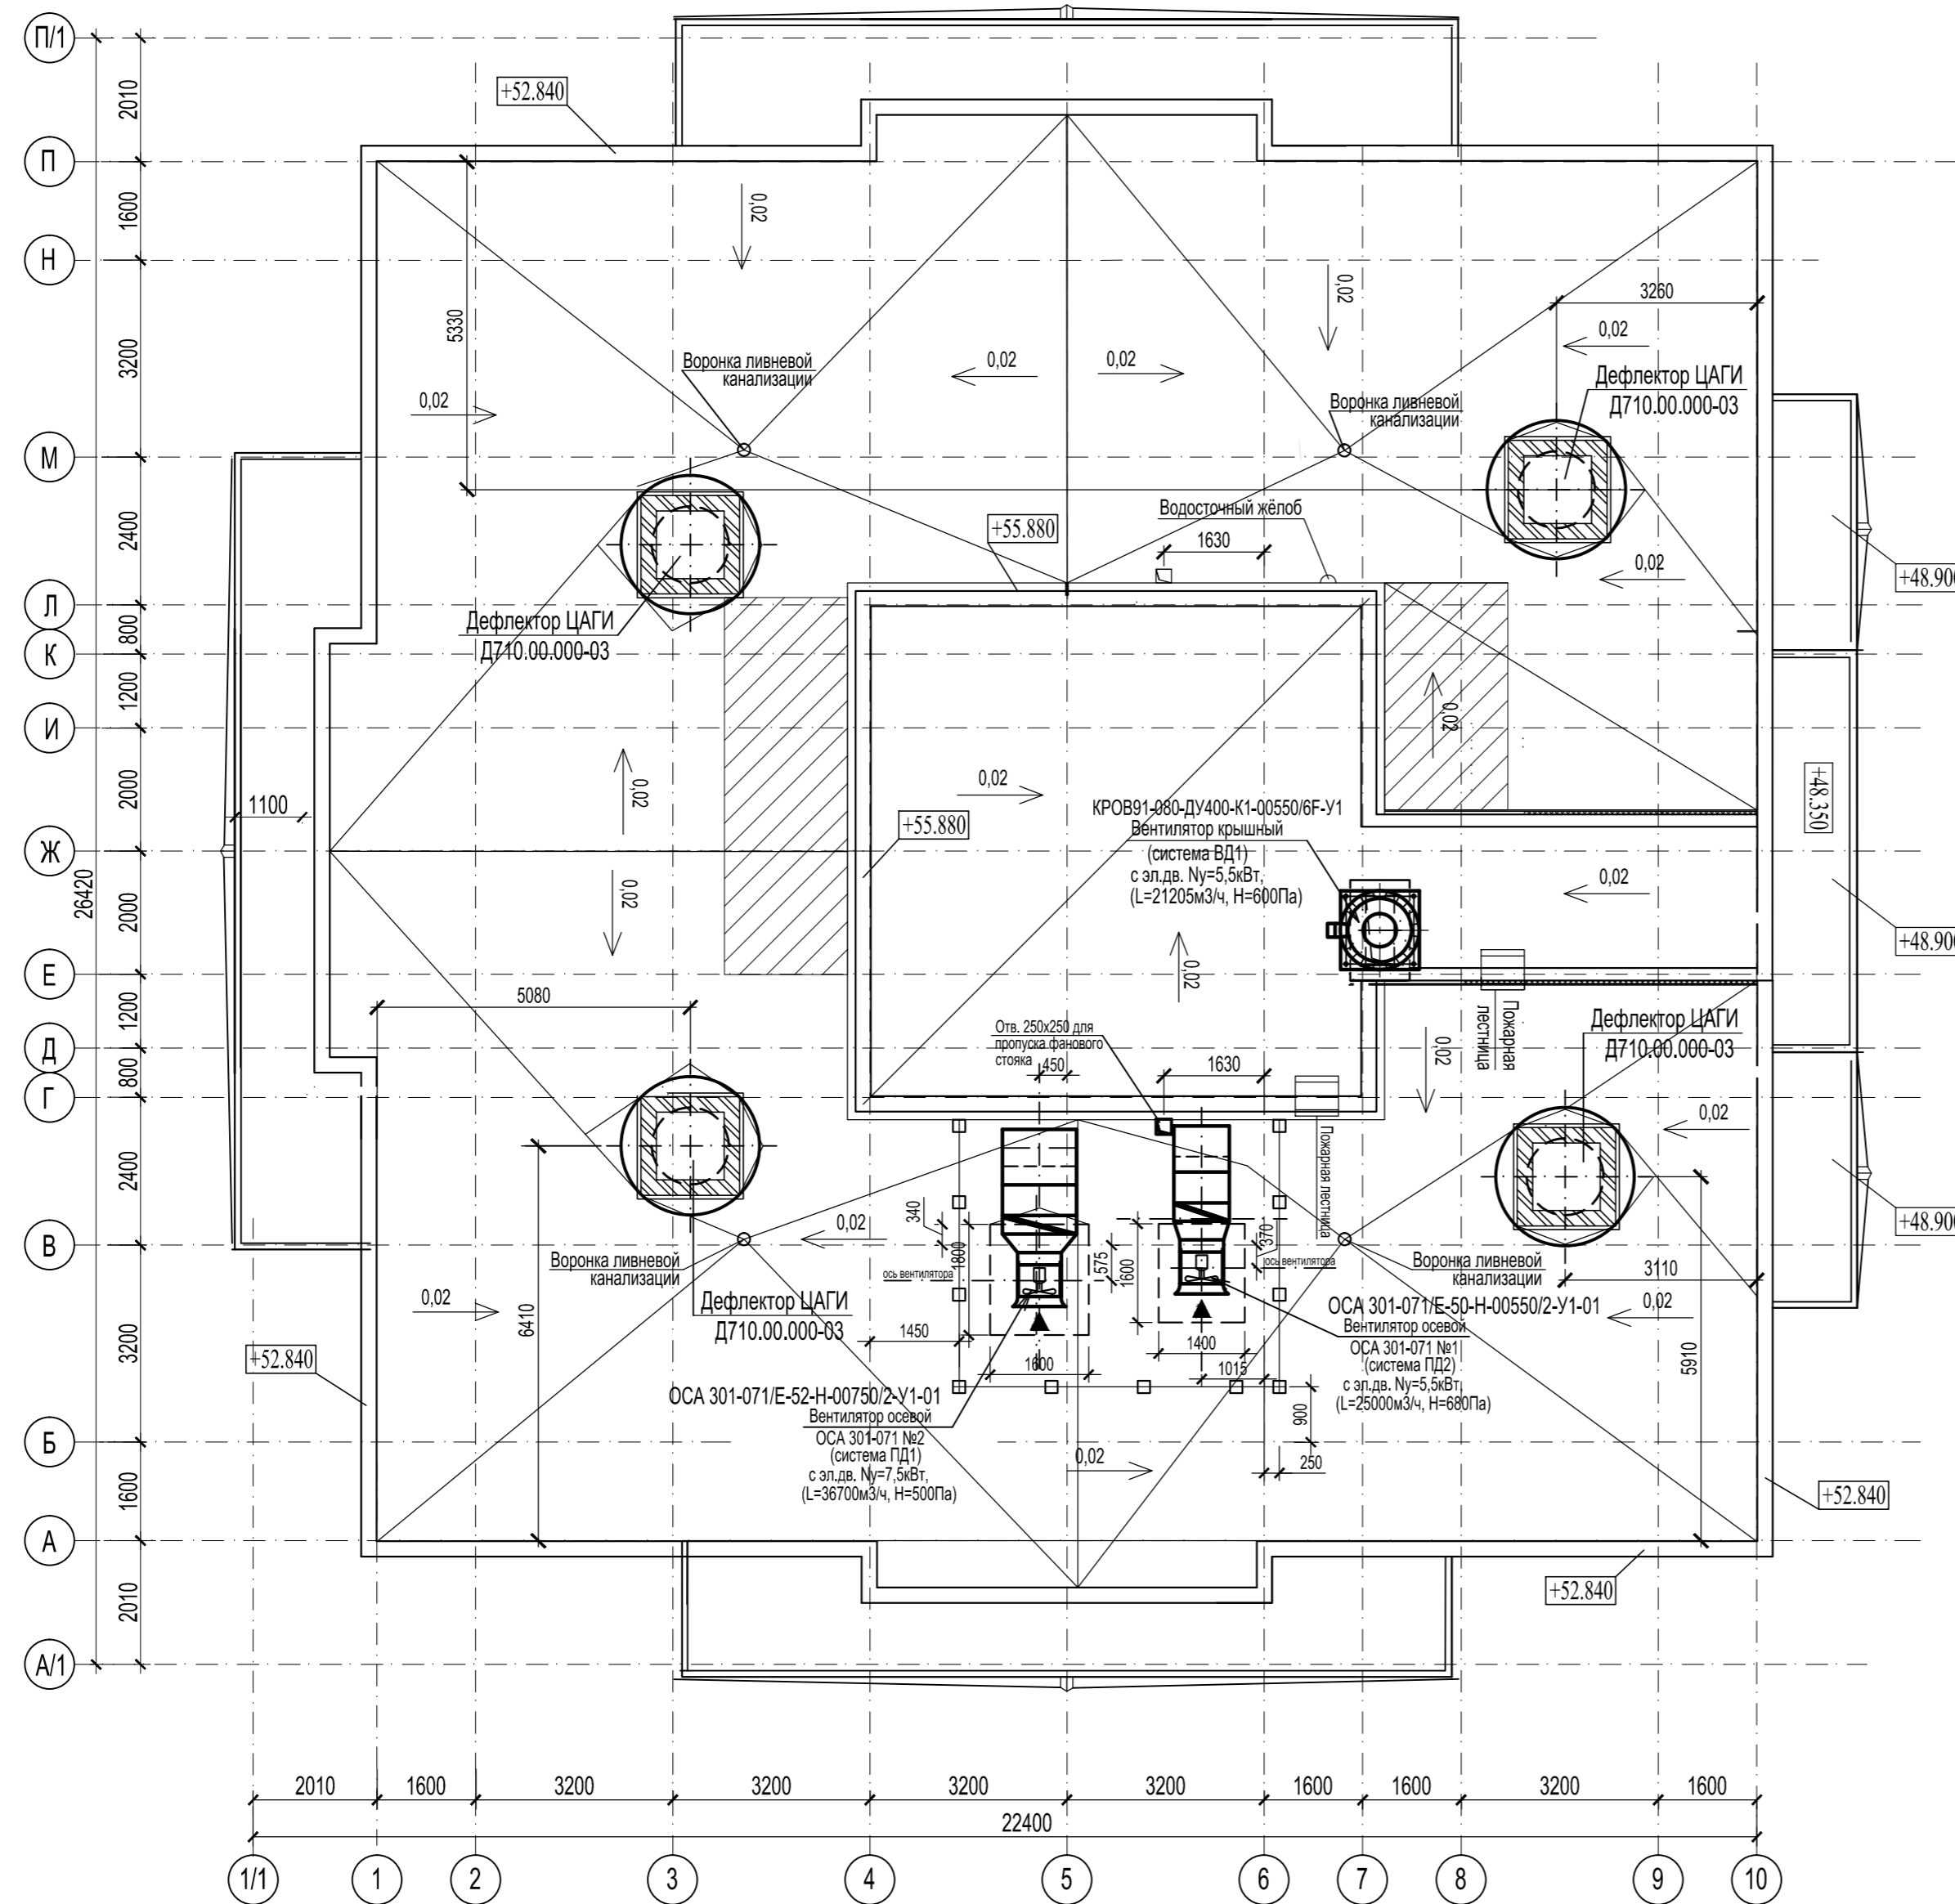 П/1
2010
+52.840
П
1600
0,02
Н
0,02
3260
5330
3200
0,02
Воронка ливневой
канализации
0,02
0,02
Дефлектор ЦАГИ
Д710.00.000-03
0,02
Воронка ливневой
канализации
М
2400
Водосточный жёлоб
+55.880
1630
0,02
+48.900
Л
Дефлектор ЦАГИ
Д710.00.000-03
800
К
1200
И
0,02
2000
0,02
0,02
+48.350
1100
КРОВ91-080-ДУ400-К1-00550/6F-У1
Вентилятор крышный
(система ВД1)
с эл.дв. Nу=5,5кВт,
(L=21205м3/ч, Н=600Па)
+55.880
Ж
26420
2000
0,02
0,02
+48.900
Е
0,02
5080
1200
Отв. 250х250 для
пропуска фанового
стояка
450
1630
0,02
Пожарная
лестница
Дефлектор ЦАГИ
Д710.00.000-03
Д
800
Г
0,02
2400
Пожарная лестница
340
370
0,02
+48.900
В
Воронка ливневой
канализации
1800
575
1600
ось вентилятора
ось вентилятора
Воронка ливневой
канализации
3110
0,02
6410
Дефлектор ЦАГИ
Д710.00.000-03
ОСА 301-071/Е-50-Н-00550/2-У1-01
Вентилятор осевой
ОСА 301-071 №1
(система ПД2)
с эл.дв. Nу=5,5кВт,
(L=25000м3/ч, Н=680Па)
0,02
3200
1450
1400
1600
1015
5910
+52.840
ОСА 301-071/Е-52-Н-00750/2-У1-01
Вентилятор осевой
ОСА 301-071 №2
(система ПД1)
с эл.дв. Nу=7,5кВт,
(L=36700м3/ч, Н=500Па)
900
Б
0,02
250
1600
+52.840
А
+52.840
2010
А/1
2010
1600
3200
3200
3200
3200
1600
1600
3200
1600
22400
1/1
1
2
3
4
5
6
7
8
9
10